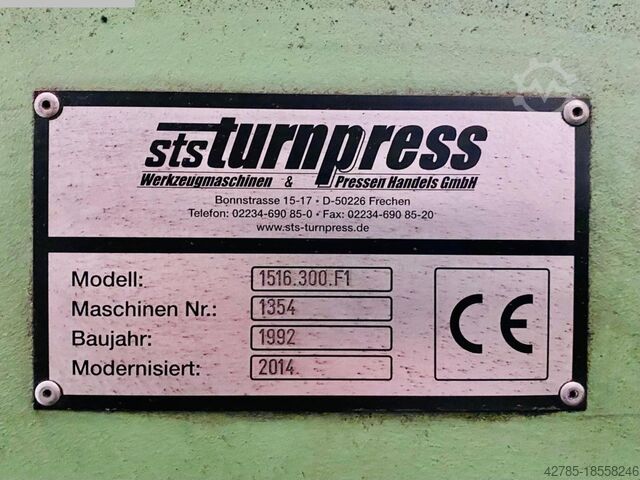 sts turnpress
Werkzeugmaschinen & Pressen Handels GmbH
Bonnstrasse 15-17 • D-50226 Frechen
Telefon: 02234-690 85-0 • Fax: 02234-690 85-20
www.sts-turnpress.de
Modell: 1516.300.F1
Maschinen Nr.: 1354
Baujahr: 1992
Modernisiert: 2014
CE
42785-18558246